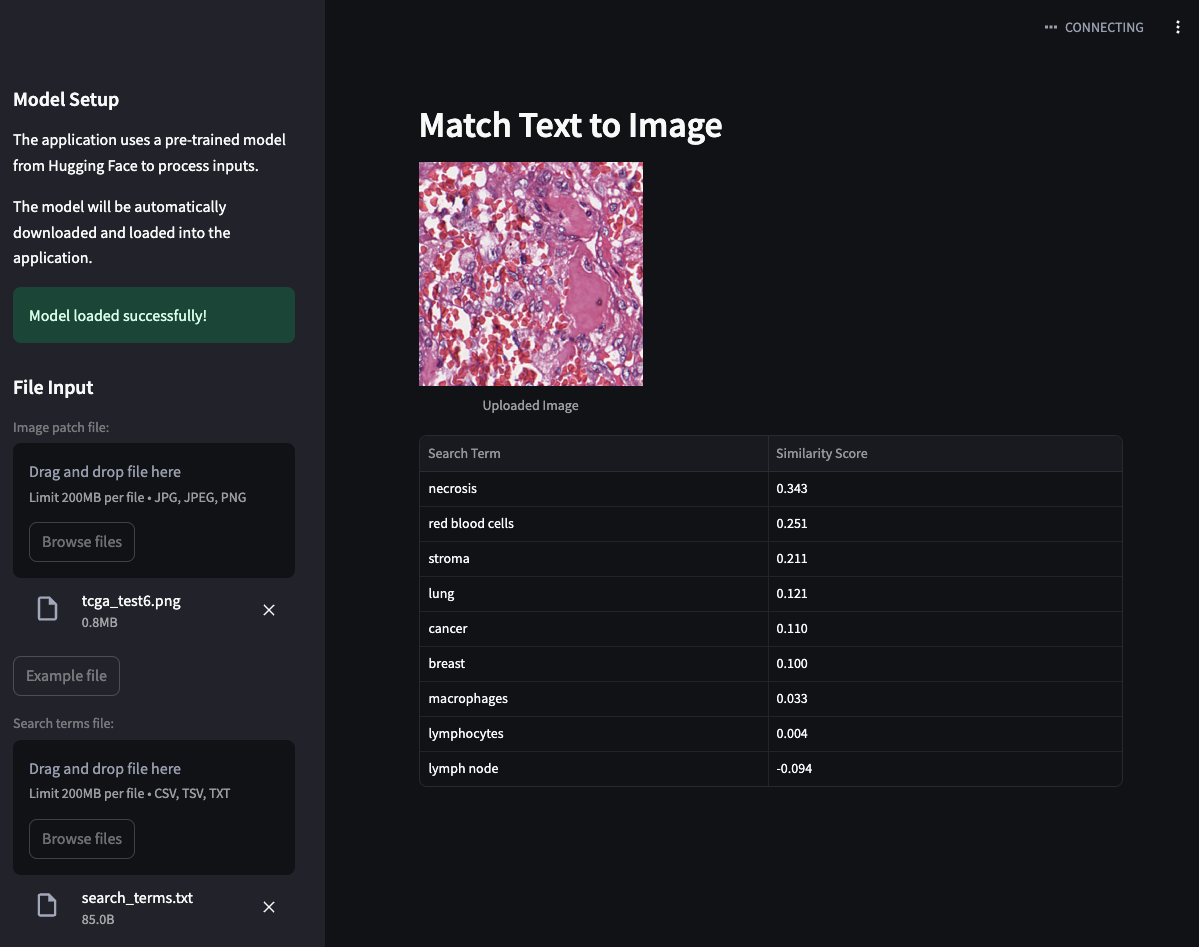 CONNECTING
Model Setup
The application uses a pre-trained model
from Hugging Face to process inputs.
The model will be automatically
downloaded and loaded into the
application.
Model loaded successfully!
File Input
Image patch file:
Drag and drop file here
Limit 200MB per file • JPG, JPEG, PNG
Browse files
tcga_test6.png
0.8MB
Example file
Search terms file:
Drag and drop file here
Limit 200MB per file • CSV, TSV, TXT
Browse files
search_terms.txt
85.0B
Match Text to Image
Uploaded Image
Search Term Similarity Score
necrosis 0.343
red blood cells 0.251
stroma 0.211
lung 0.121
cancer 0.110
breast 0.100
macrophages 0.033
lymphocytes 0.004
lymph node -0.094